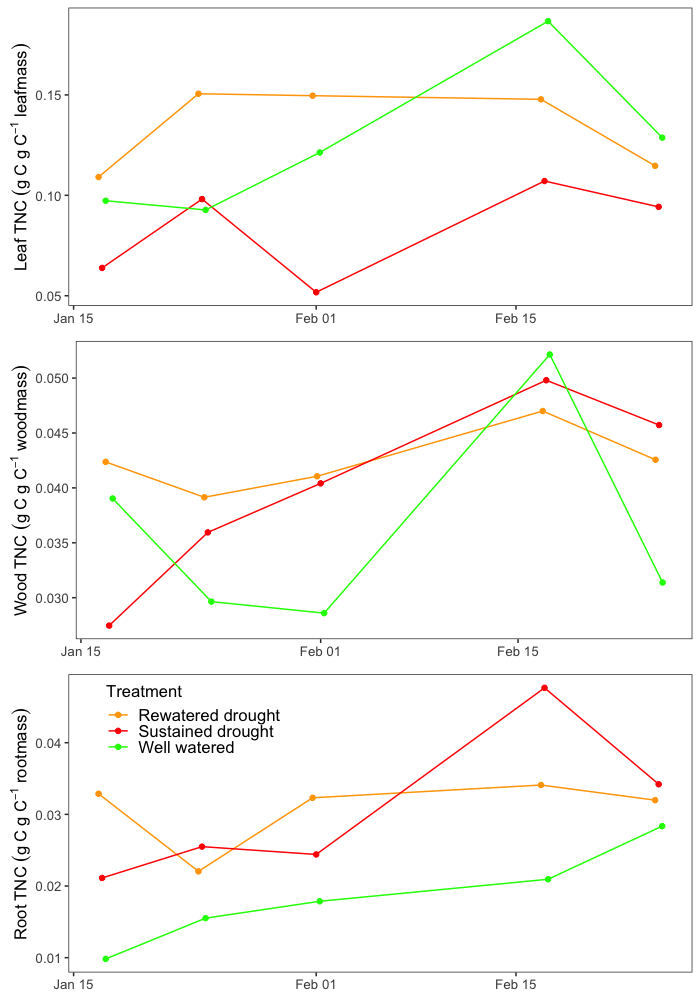 Leaf TNC (g C g C⁻¹ leafmass)
0.15
0.10
0.05
Jan 15 Feb 01 Feb 15
Wood TNC (g C g C⁻¹ woodmass)
0.050
0.045
0.040
0.035
0.030
Jan 15 Feb 01 Feb 15
Root TNC (g C g C⁻¹ rootmass)
0.04
0.03
0.02
0.01
Treatment
Rewatered drought
Sustained drought
Well watered
Jan 15 Feb 01 Feb 15